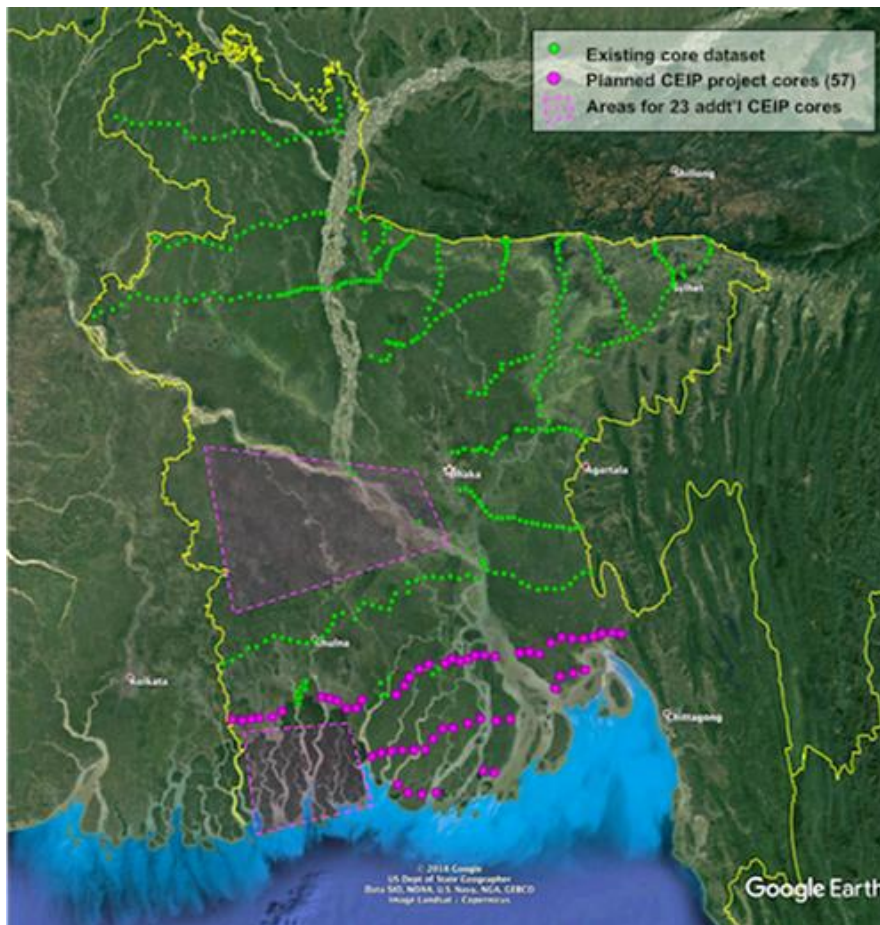 Existing core dataset
Planned CEIP project cores (57)
Areas for 23 addt'l CEIP cores
Shillong
Sylhet
Dhaka
Agartala
Khulna
Kolkata
Chittagong
© 2018 Google
US Dept of State Geographer
Data SIO, NOAA, U.S. Navy, NGA, GEBCO
Image Landsat / Copernicus
Google Earth